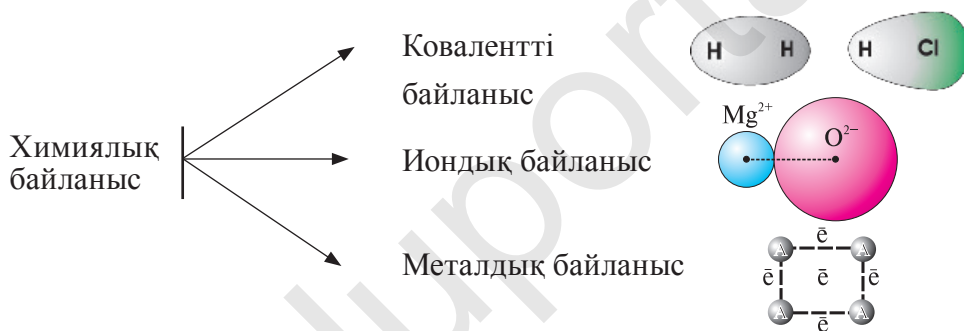 Ковалентті
байланыс
H H
H Cl
Химиялық
байланыс
Иондық байланыс
Mg²⁺
O²⁻
Металдық байланыс
A ē A
ē ē ē
A ē A